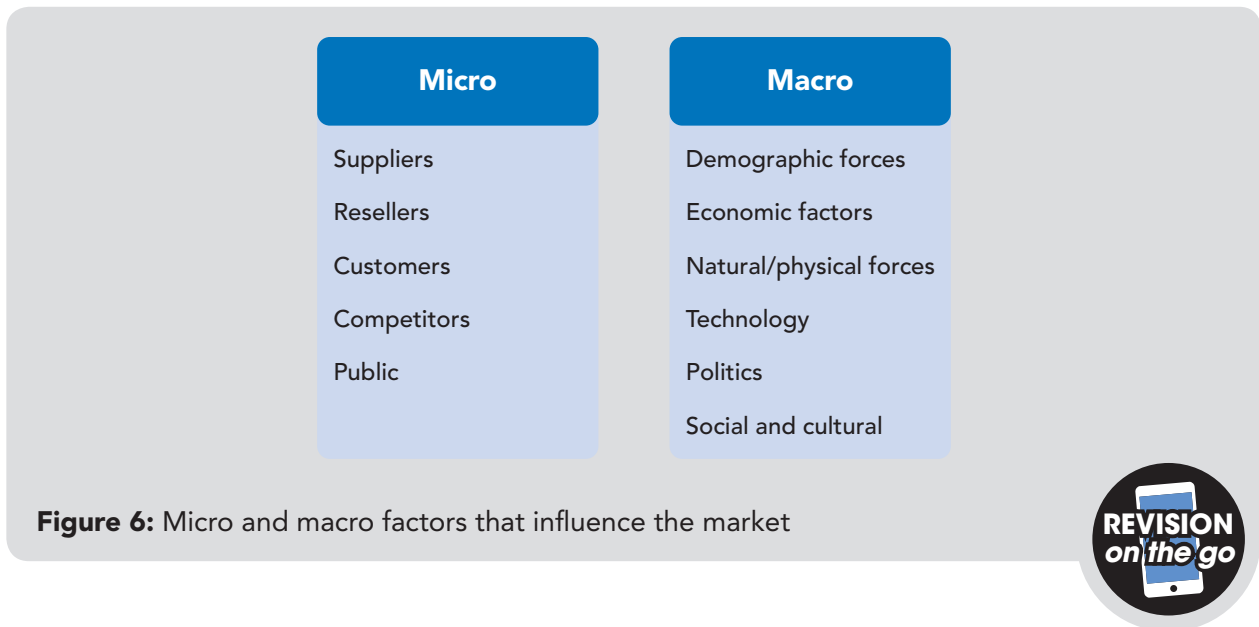 Micro
Suppliers
Resellers
Customers
Competitors
Public
Macro
Demographic forces
Economic factors
Natural/physical forces
Technology
Politics
Social and cultural
Figure 6: Micro and macro factors that influence the market
REVISION
on the go